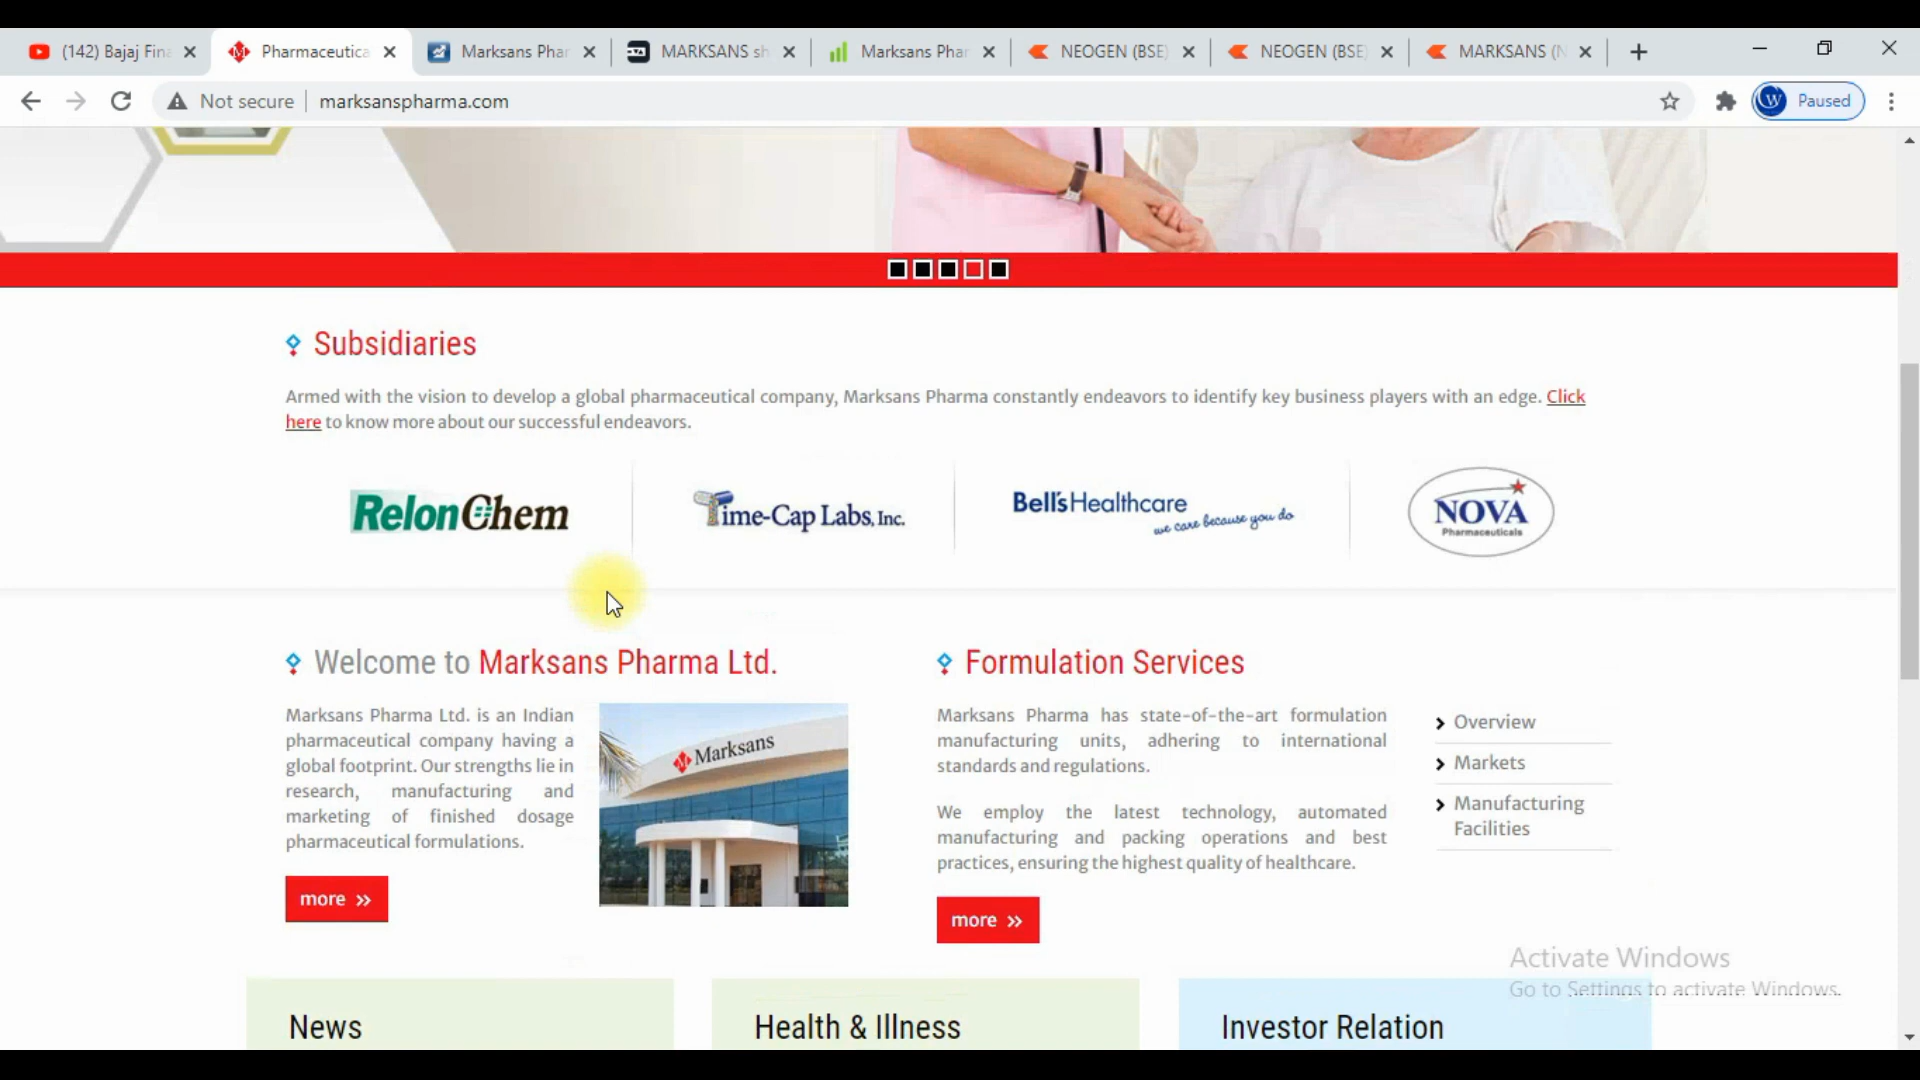 (142) Bajaj Fin
Pharmaceutica
Marksans Phar
MARKSANS sh
Marksans Phar
NEOGEN (BSE)
NEOGEN (BSE)
MARKSANS (N
Not secure
marksanspharma.com
W
Paused
Subsidiaries
Armed with the vision to develop a global pharmaceutical company, Marksans Pharma constantly endeavors to identify key business players with an edge. Click
here to know more about our successful endeavors.
RelonChem
Time-Cap Labs, Inc.
Bell's Healthcare
we care because you do
NOVA
Pharmaceuticals
Welcome to Marksans Pharma Ltd.
Marksans Pharma Ltd. is an Indian
pharmaceutical company having a
global footprint. Our strengths lie in
research, manufacturing and
marketing of finished dosage
pharmaceutical formulations.
more »
Marksans
Formulation Services
Marksans Pharma has state-of-the-art formulation
manufacturing units, adhering to international
standards and regulations.
We employ the latest technology, automated
manufacturing and packing operations and best
practices, ensuring the highest quality of healthcare.
more »
Overview
Markets
Manufacturing
Facilities
Activate Windows
Go to Settings to activate Windows.
News
Health & Illness
Investor Relation